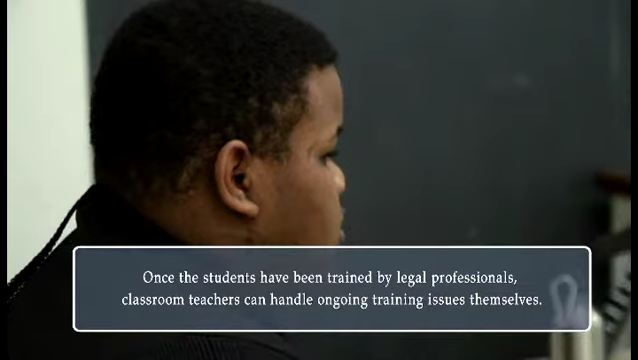 Once the students have been trained by legal professionals,
classroom teachers can handle ongoing training issues themselves.